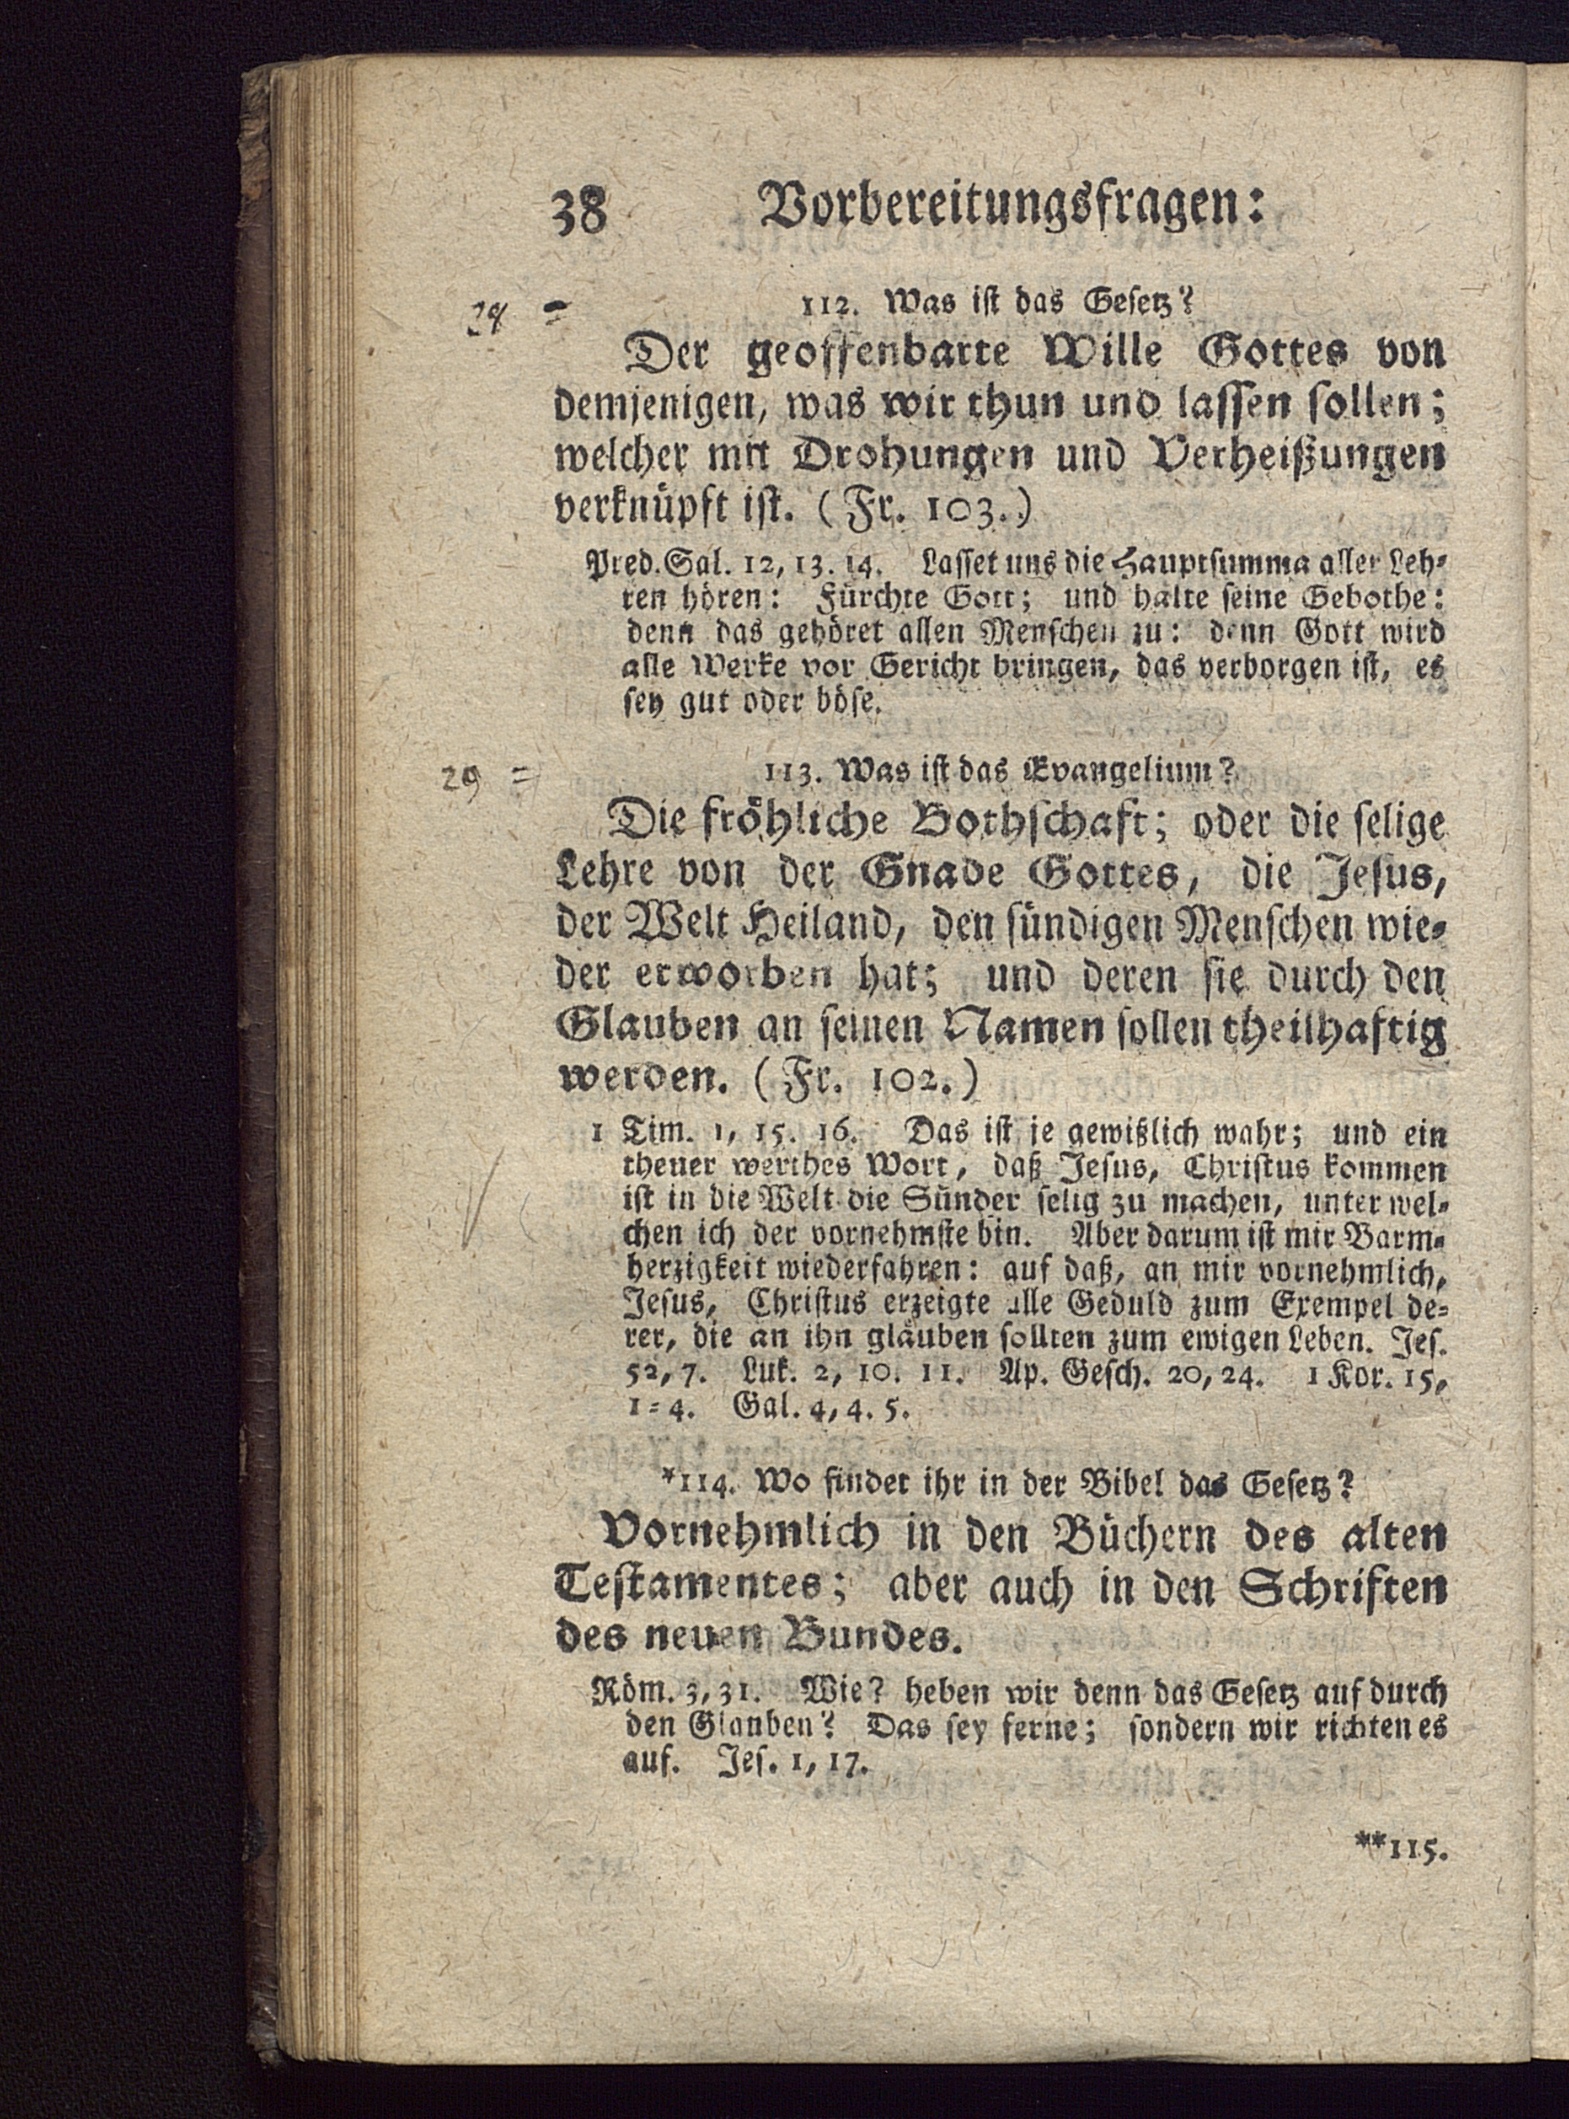 38 Vorbereitungsfragen:
28 =
112. Was ist das Gesetz?
Der geoffenbarte Wille Gottes von
demjenigen, was wir thun und lassen sollen;
welcher mit Drohungen und Verheißungen
verknüpft ist. (Fr. 103.)
Pred. Sal. 12, 13. 14. Lasset uns die Hauptsumma aller Leh-
ren hören: Fürchte Gott; und halte seine Gebothe:
denn das gehöret allen Menschen zu: denn Gott wird
alle Werke vor Gericht bringen, das verborgen ist, es
sey gut oder böse.
29 =
113. Was ist das Evangelium?
Die fröhliche Bothschaft; oder die selige
Lehre von der Gnade Gottes, die Jesus,
der Welt Heiland, den sündigen Menschen wie-
der erworben hat; und deren sie durch den
Glauben an seinen Namen sollen theilhaftig
werden. (Fr. 102.)
1 Tim. 1, 15. 16. Das ist je gewißlich wahr; und ein
theuer werthes Wort, daß Jesus, Christus kommen
ist in die Welt die Sünder selig zu machen, unter wel-
chen ich der vornehmste bin. Aber darum ist mir Barm-
herzigkeit wiederfahren: auf daß, an mir vornehmlich,
Jesus, Christus erzeigte alle Geduld zum Exempel de-
rer, die an ihn gläuben sollten zum ewigen Leben. Jes.
52, 7. Luk. 2, 10. 11. Ap. Gesch. 20, 24. 1 Kor. 15,
1-4. Gal. 4, 4. 5.
*114. Wo findet ihr in der Bibel das Gesetz?
Vornehmlich in den Büchern des alten
Testamentes; aber auch in den Schriften
des neuen Bundes.
Röm. 3, 31. Wie? heben wir denn das Gesetz auf durch
den Glauben? Das sey ferne; sondern wir richten es
auf. Jes. 1, 17.
**115.